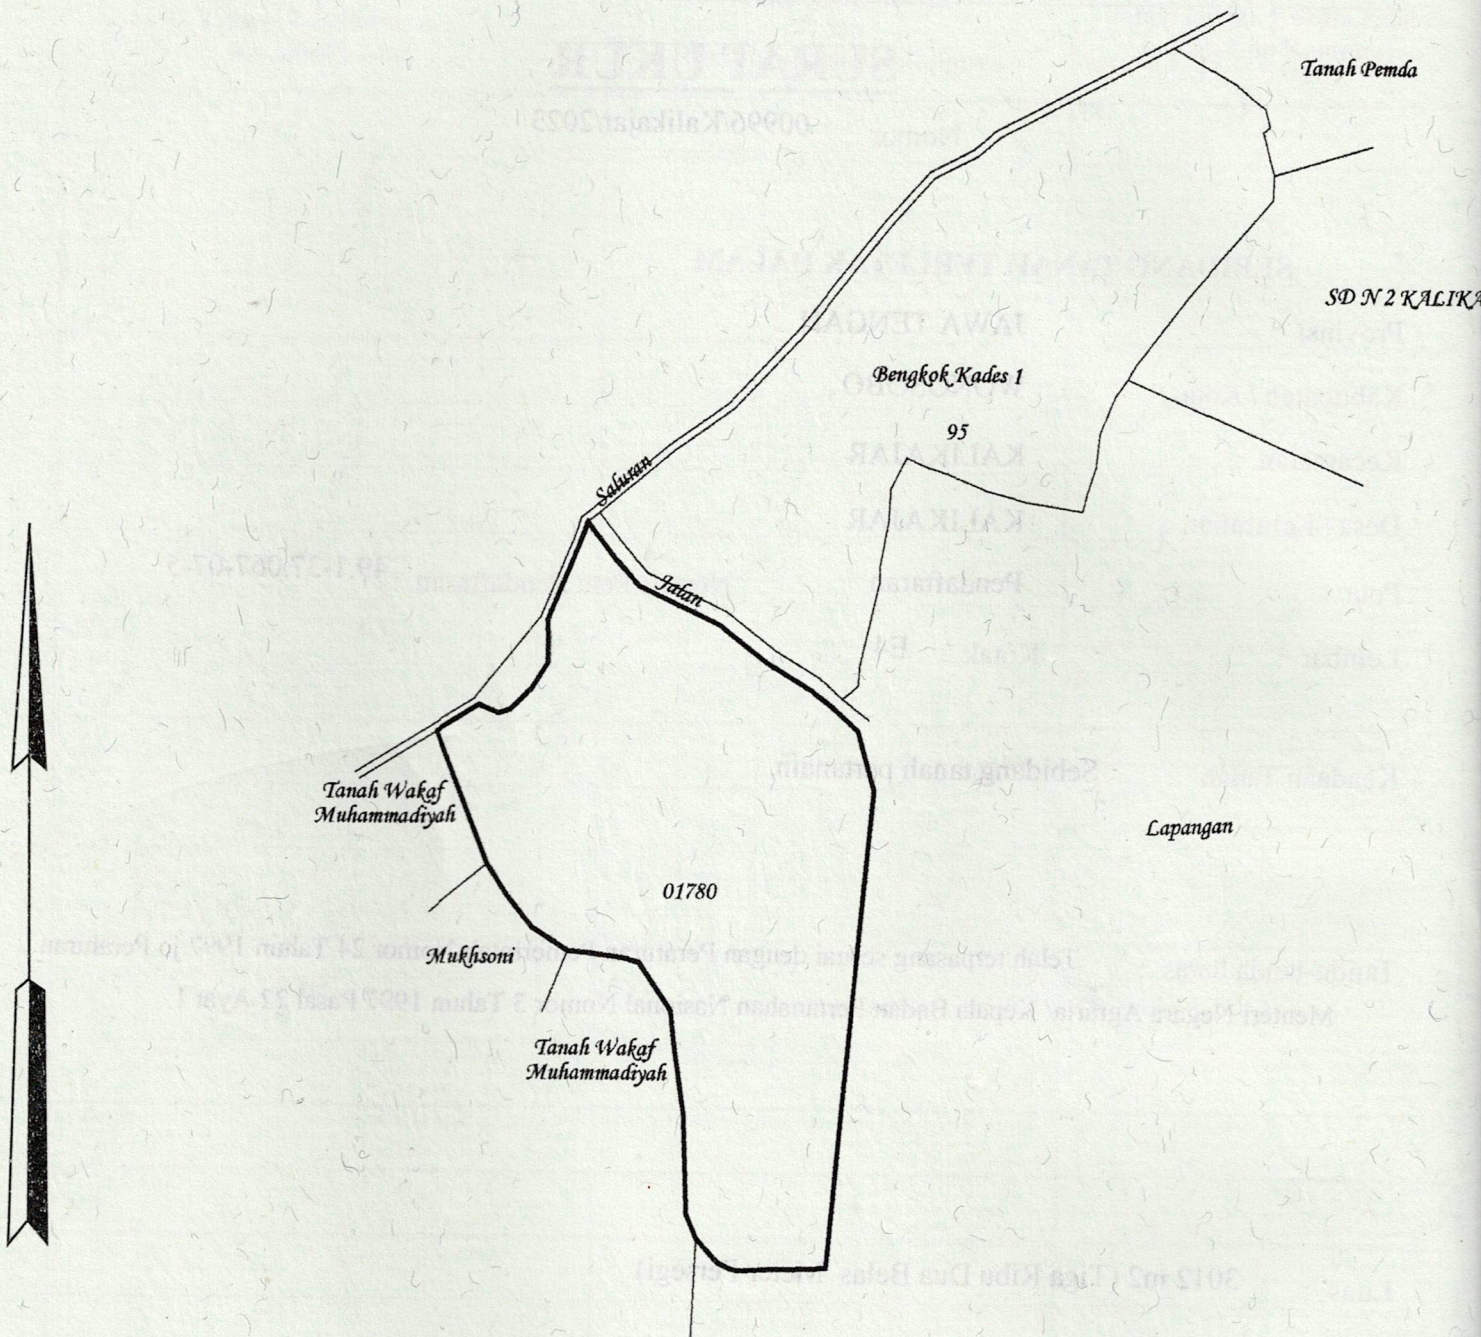 Tanah Pemda
SD N 2 KALIKA
Bengkok Kades 1
95
Saluran
Jalan
Tanah Wakaf
Muhammadiyah
Lapangan
01780
Mukhsoni
Tanah Wakaf
Muhammadiyah